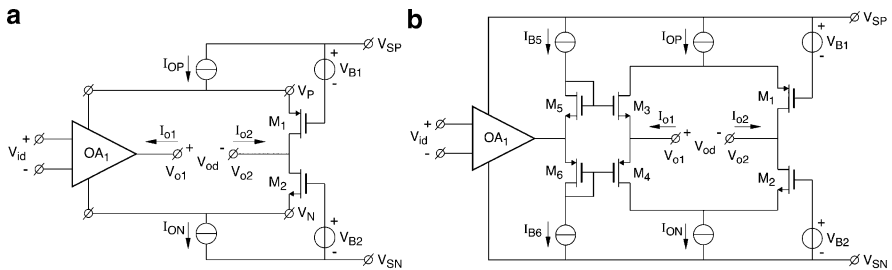 a
V_SP
I_OP
+
V_B1
-
V_P
M_1
+
V_id
-
OA_1
I_o1
+
V_o1
V_od
-
I_o2
V_o2
M_2
V_N
I_ON
+
V_B2
-
V_SN
b
V_SP
I_B5
I_OP
+
V_B1
-
M_5
M_3
M_1
+
V_id
-
OA_1
I_o1
+
V_o1
V_od
-
I_o2
V_o2
M_6
M_4
M_2
I_B6
I_ON
+
V_B2
-
V_SN